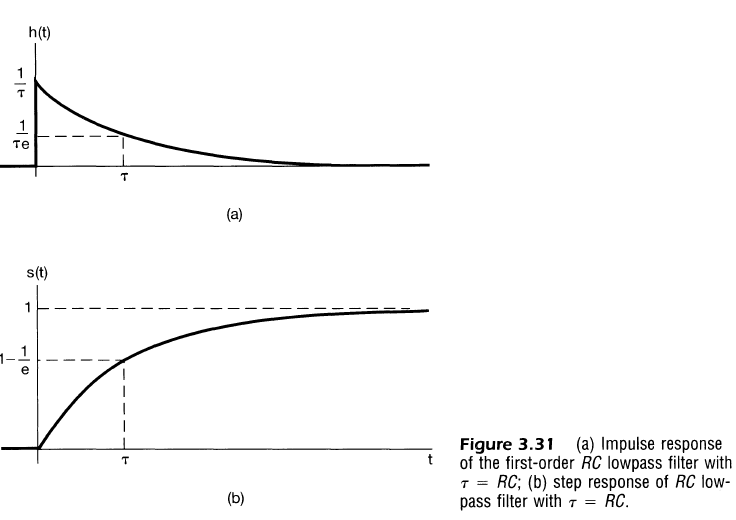 h(t)
1
τ
1
τe
τ
(a)
s(t)
1
1–
1
e
τ
t
(b)
Figure 3.31 (a) Impulse response
of the first-order RC lowpass filter with
τ = RC; (b) step response of RC low-
pass filter with τ = RC.